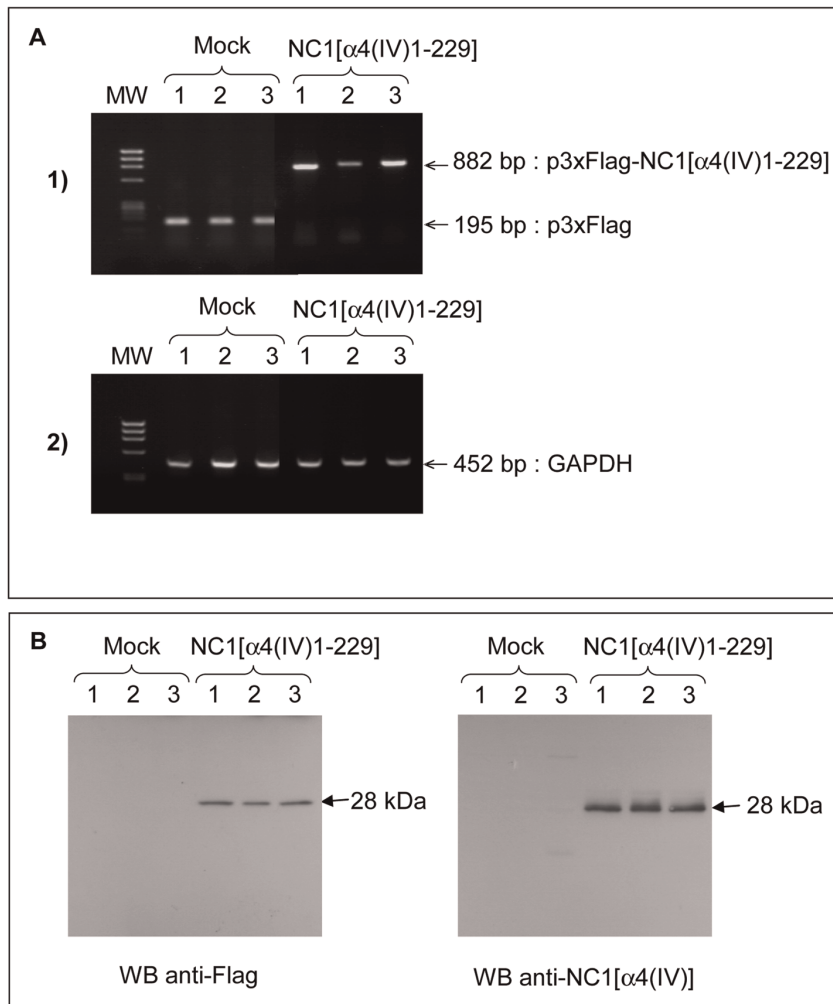 A
Mock NC1[α4(IV)1-229]
MW 1 2 3 1 2 3
1)
882 bp : p3xFlag-NC1[α4(IV)1-229]
195 bp : p3xFlag
Mock NC1[α4(IV)1-229]
MW 1 2 3 1 2 3
2)
452 bp : GAPDH
B
Mock NC1[α4(IV)1-229]
1 2 3 1 2 3
28 kDa
WB anti-Flag
Mock NC1[α4(IV)1-229]
1 2 3 1 2 3
28 kDa
WB anti-NC1[α4(IV)]